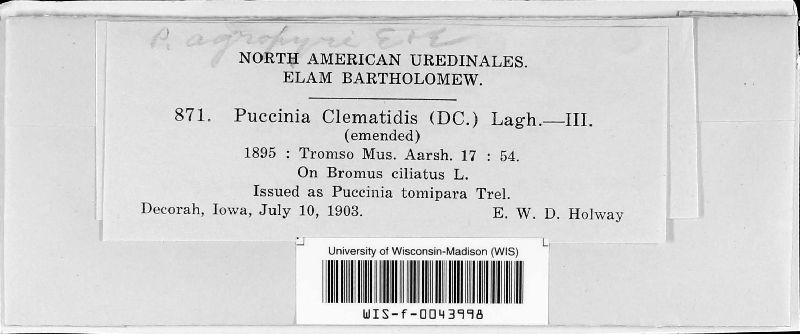 P. agropyri E&E
NORTH AMERICAN UREDINALES.
ELAM BARTHOLOMEW.
871. Puccinia Clematidis (DC.) Lagh.—III.
(emended)
1895 : Tromso Mus. Aarsh. 17 : 54.
On Bromus ciliatus L.
Issued as Puccinia tomipara Trel.
Decorah, Iowa, July 10, 1903. E. W. D. Holway
University of Wisconsin-Madison (WIS)
WIS-f-0043998